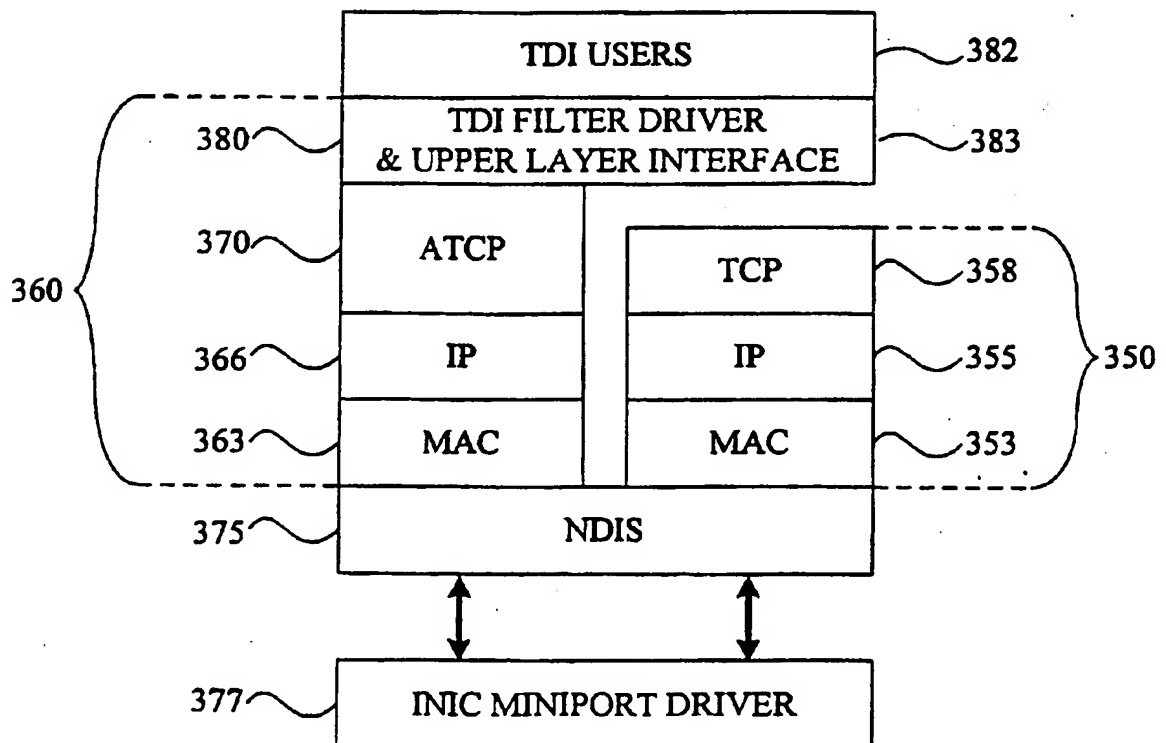 TDI USERS 382
380 TDI FILTER DRIVER
& UPPER LAYER INTERFACE 383
370 ATCP
TCP 358
360
366 IP IP 355
350
363 MAC MAC 353
375 NDIS
377 INIC MINIPORT DRIVER